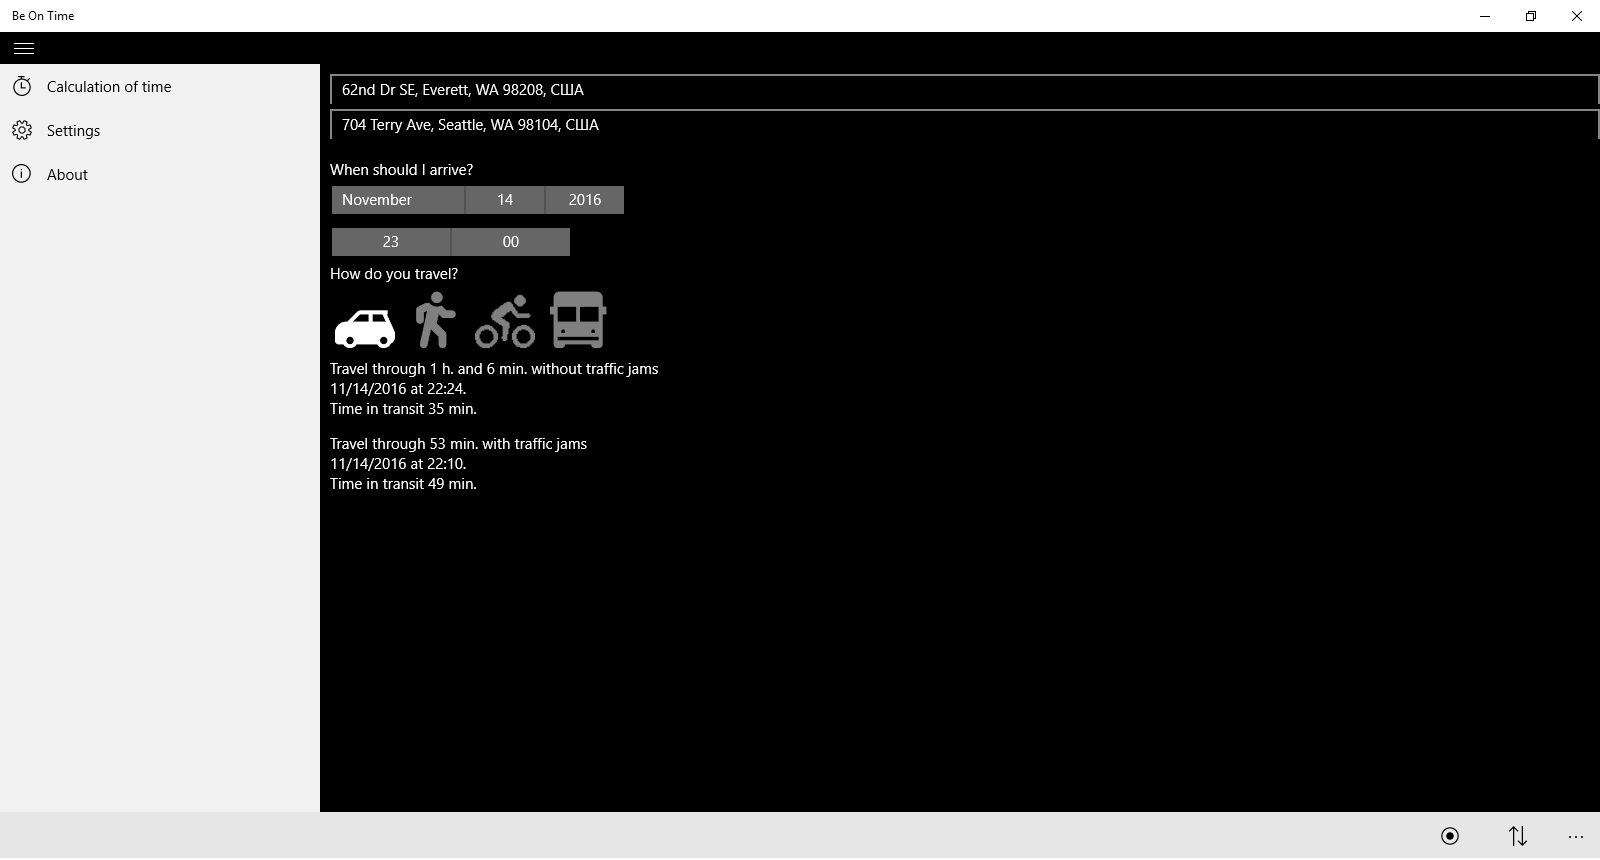 Be On Time
Calculation of time
Settings
About
62nd Dr SE, Everett, WA 98208, США
704 Terry Ave, Seattle, WA 98104, США
When should I arrive?
November 14 2016
23 00
How do you travel?
Travel through 1 h. and 6 min. without traffic jams
11/14/2016 at 22:24.
Time in transit 35 min.
Travel through 53 min. with traffic jams
11/14/2016 at 22:10.
Time in transit 49 min.